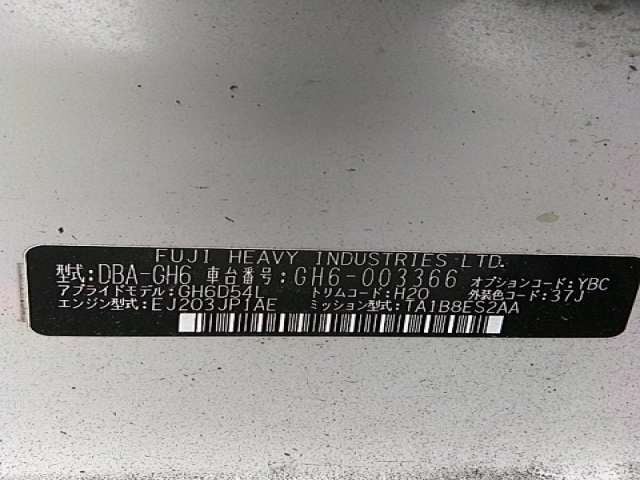 FUJI HEAVY INDUSTRIES LTD.
型式:DBA-GH6 車台番号:GH6-003366 オプションコード:YBC
アプライドモデル:GH6D54L トリムコード:H20 外装色コード:37J
エンジン型式:EJ203JP1AE ミッション型式:TA1B8ES2AA